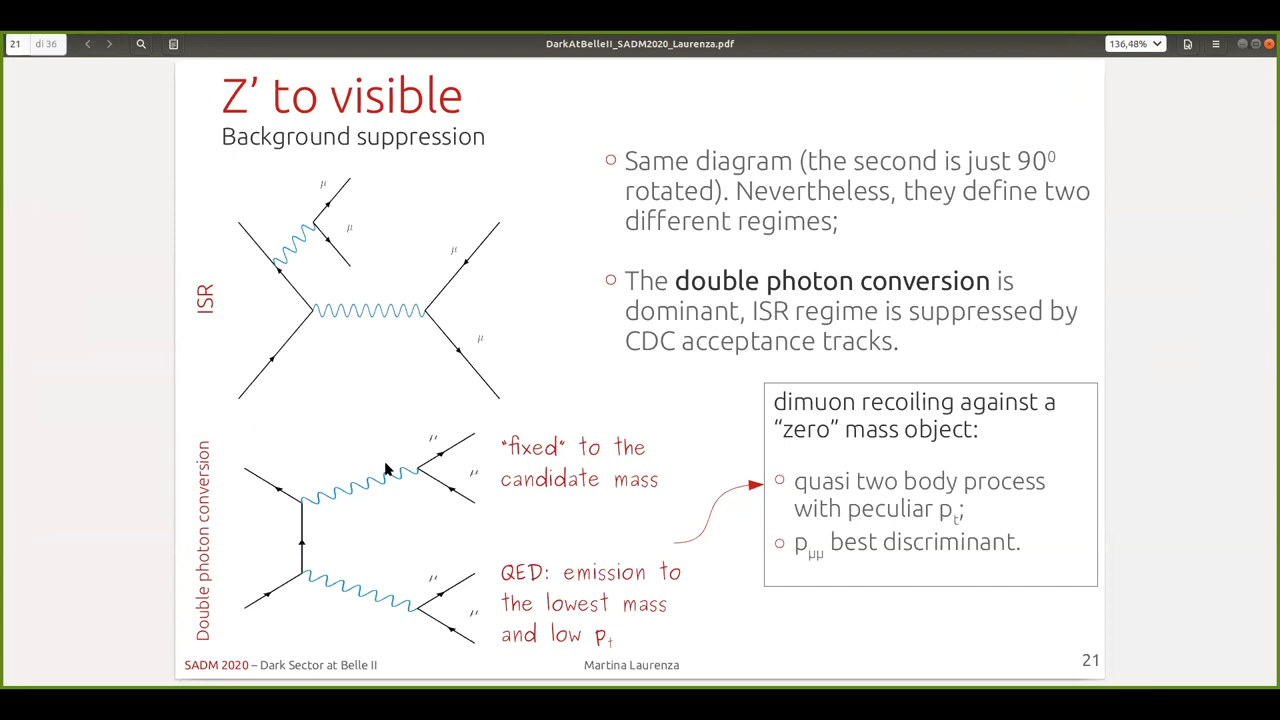 21
di 36
DarkAtBelleII_SADM2020_Laurenza.pdf
136,48%
Z’ to visible
Background suppression
Same diagram (the second is just 90⁰
rotated). Nevertheless, they define two
different regimes;
The double photon conversion is
dominant, ISR regime is suppressed by
CDC acceptance tracks.
ISR
μ
μ
μ
μ
dimuon recoiling against a
“zero” mass object:
quasi two body process
with peculiar pₜ;
p_μμ best discriminant.
Double photon conversion
μ
μ
"fixed" to the
candidate mass
μ
μ
QED: emission to
the lowest mass
and low pₜ
SADM 2020 – Dark Sector at Belle II
Martina Laurenza
21